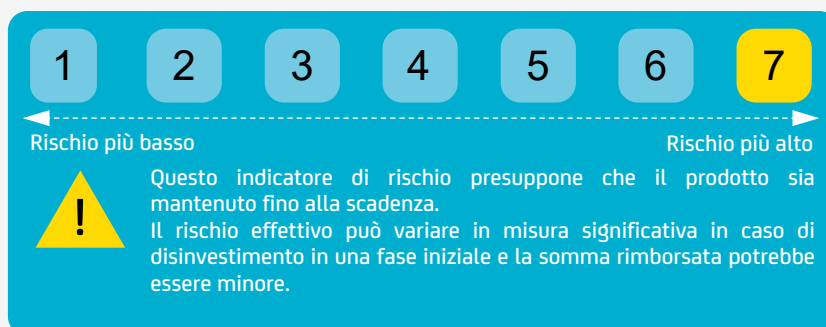 1 2 3 4 5 6 7
Rischio più basso Rischio più alto
!
Questo indicatore di rischio presuppone che il prodotto sia
mantenuto fino alla scadenza.
Il rischio effettivo può variare in misura significativa in caso di
disinvestimento in una fase iniziale e la somma rimborsata potrebbe
essere minore.